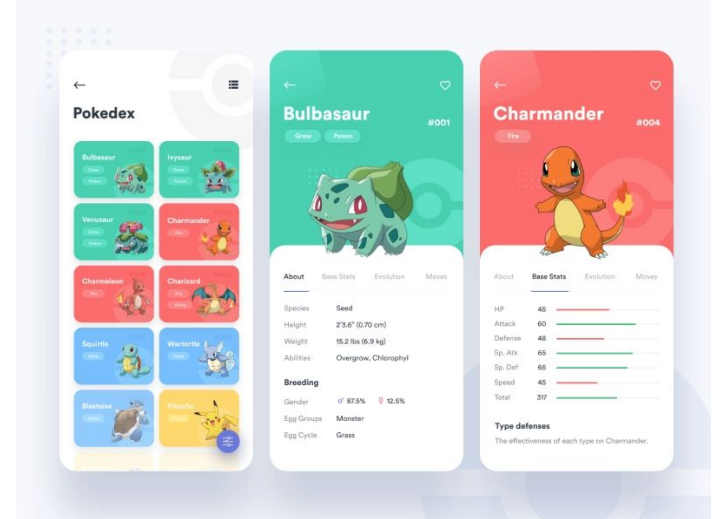 Pokedex
Bulbasaur
Grass
Poison
Ivysaur
Grass
Poison
Venusaur
Grass
Poison
Charmander
Fire
Charmeleon
Fire
Charizard
Fire
Flying
Squirtle
Water
Wartortle
Water
Blastoise
Water
Pikachu
Bulbasaur
#001
Grass Poison
About Base Stats Evolution Moves
Species Seed
Height 2'3.6" (0.70 cm)
Weight 15.2 lbs (6.9 kg)
Abilities Overgrow, Chlorophyl
Breeding
Gender ♂ 87.5% ♀ 12.5%
Egg Groups Monster
Egg Cycle Grass
Charmander
#004
Fire
About Base Stats Evolution Moves
HP 45
Attack 60
Defense 48
Sp. Atk 65
Sp. Def 65
Speed 45
Total 317
Type defenses
The effectiveness of each type on Charmander.